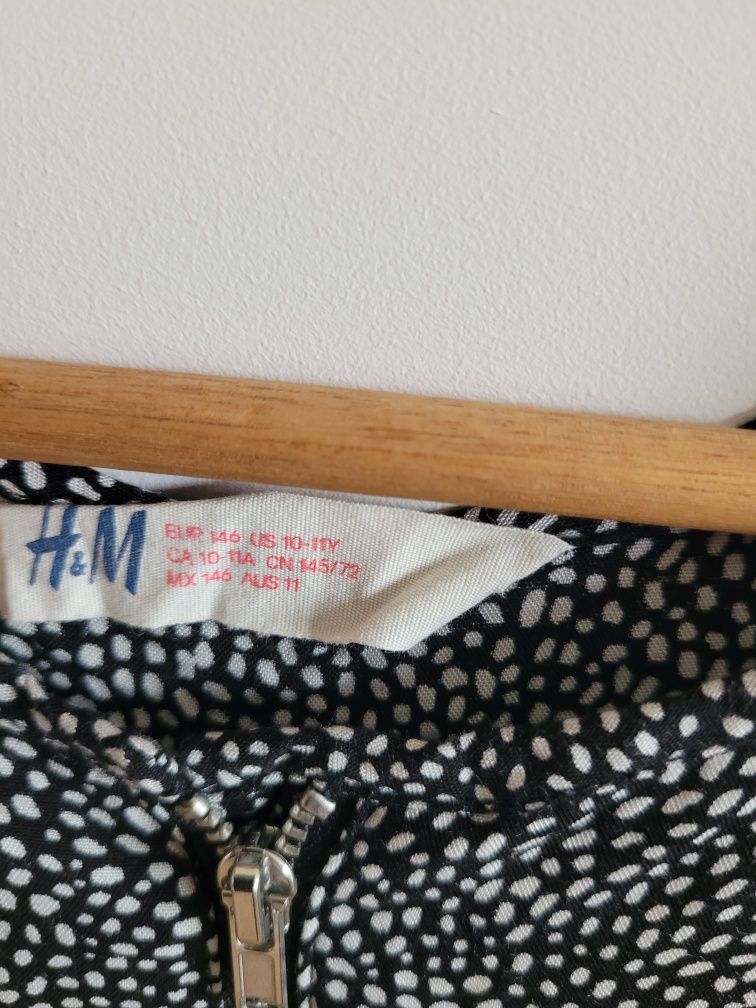 H&M
EUR 146 US 10-11Y
CA 10-11A CN 145/72
MX 146 AUS 11